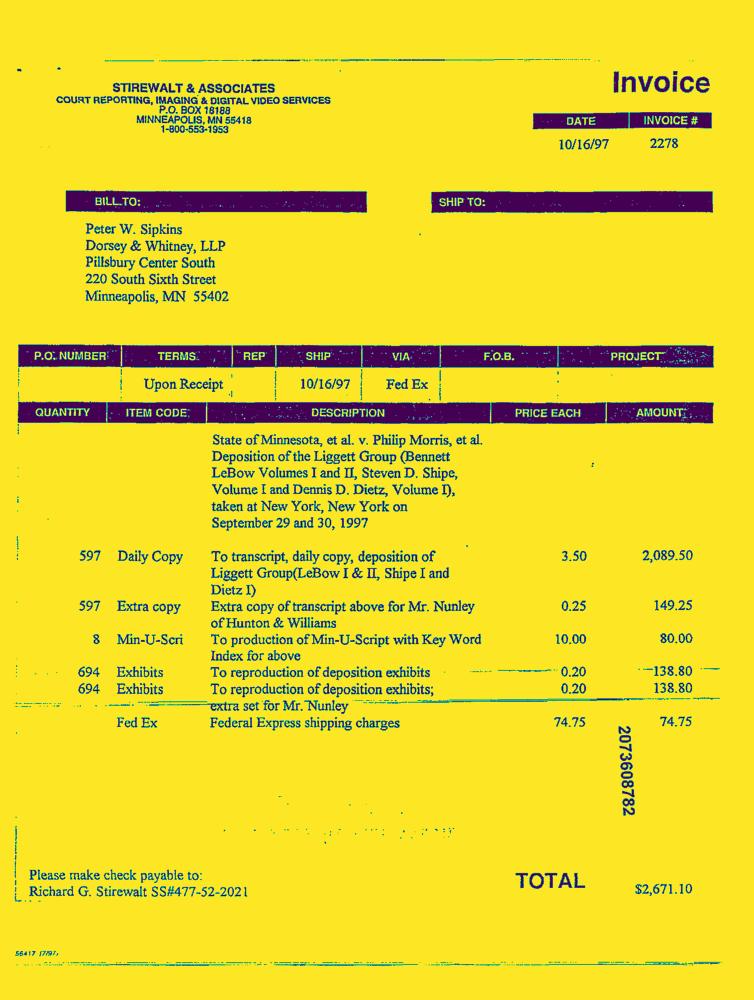 Invoice
STIREWALT & ASSOCIATES
COURT REPORTING, IMAGING & DIGITAL VIDEO SERVICES
P.O. BOX 18188
MINNEAPOLIS, MN 55418
1-800-553-1953
DATE INVOICE #
10/16/97 2278
BILL TO: SHIP TO:
Peter W. Sipkins
Dorsey & Whitney, LLP
Pillsbury Center South
220 South Sixth Street
Minneapolis, MN 55402
P.O. NUMBER TERMS REP SHIP VIA F.O.B. PROJECT
Upon Receipt 10/16/97 Fed Ex
QUANTITY ITEM CODE DESCRIPTION PRICE EACH AMOUNT
State of Minnesota, et al. v. Philip Morris, et al.
Deposition of the Liggett Group (Bennett
LeBow Volumes I and II, Steven D. Shipe,
Volume I and Dennis D. Dietz, Volume I),
taken at New York, New York on
September 29 and 30, 1997
597 Daily Copy To transcript, daily copy, deposition of 3.50 2,089.50
Liggett Group(LeBow I & II, Shipe I and
Dietz I)
597 Extra copy Extra copy of transcript above for Mr. Nunley 0.25 149.25
of Hunton & Williams
8 Min-U-Scri To production of Min-U-Script with Key Word 10.00 80.00
Index for above
694 Exhibits To reproduction of deposition exhibits 0.20 138.80
694 Exhibits To reproduction of deposition exhibits; 0.20 138.80
extra set for Mr. Nunley
Fed Ex Federal Express shipping charges 74.75 74.75
2073608782
Please make check payable to:
Richard G. Stirewalt SS#477-52-2021
TOTAL $2,671.10
56417 (7/97)